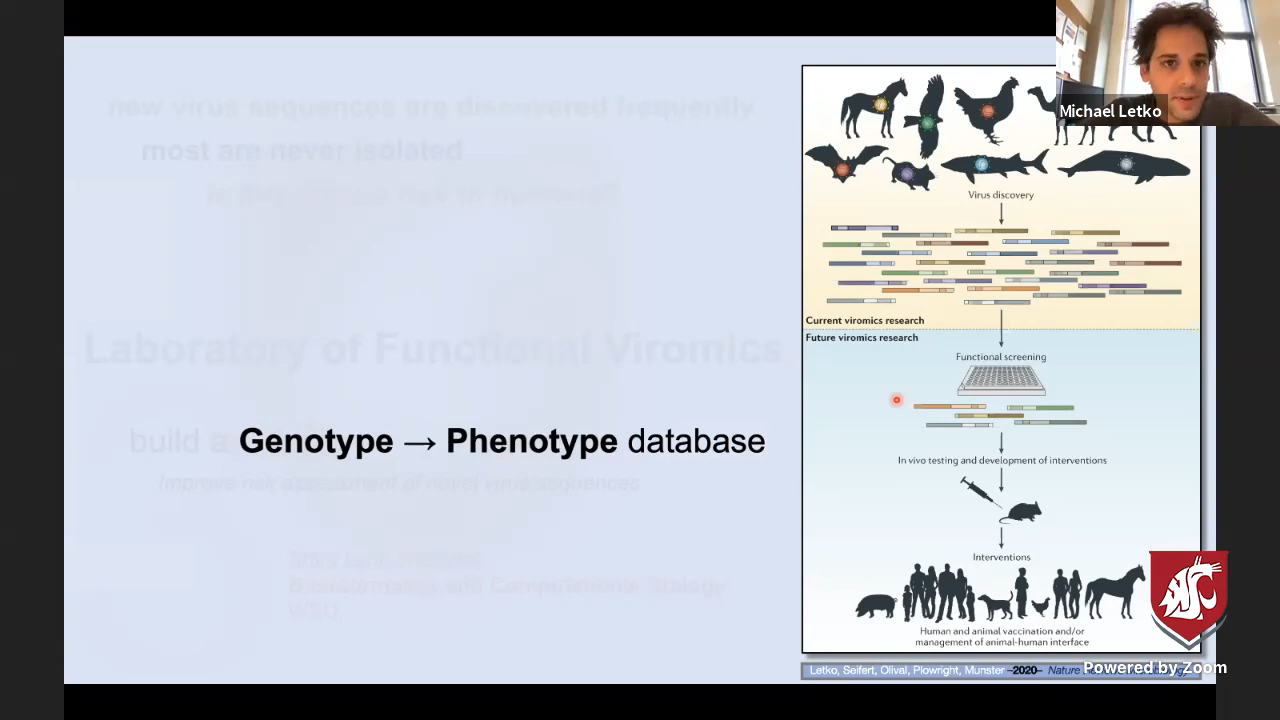 Michael Letko
new virus sequences are discovered frequently
most are never isolated
Virus discovery
Current viromics research
Future viromics research
Functional screening
Laboratory of Functional Viromics
build a
Genotype → Phenotype database
Improve risk assessment of novel virus sequences
In vivo testing and development of interventions
Interventions
Bioinformatics and Computational Biology
WSU
Human and animal vaccination and/or
management of animal-human interface
Letko, Seifert, Olival, Plowright, Munster –2020– Nature
Powered by Zoom